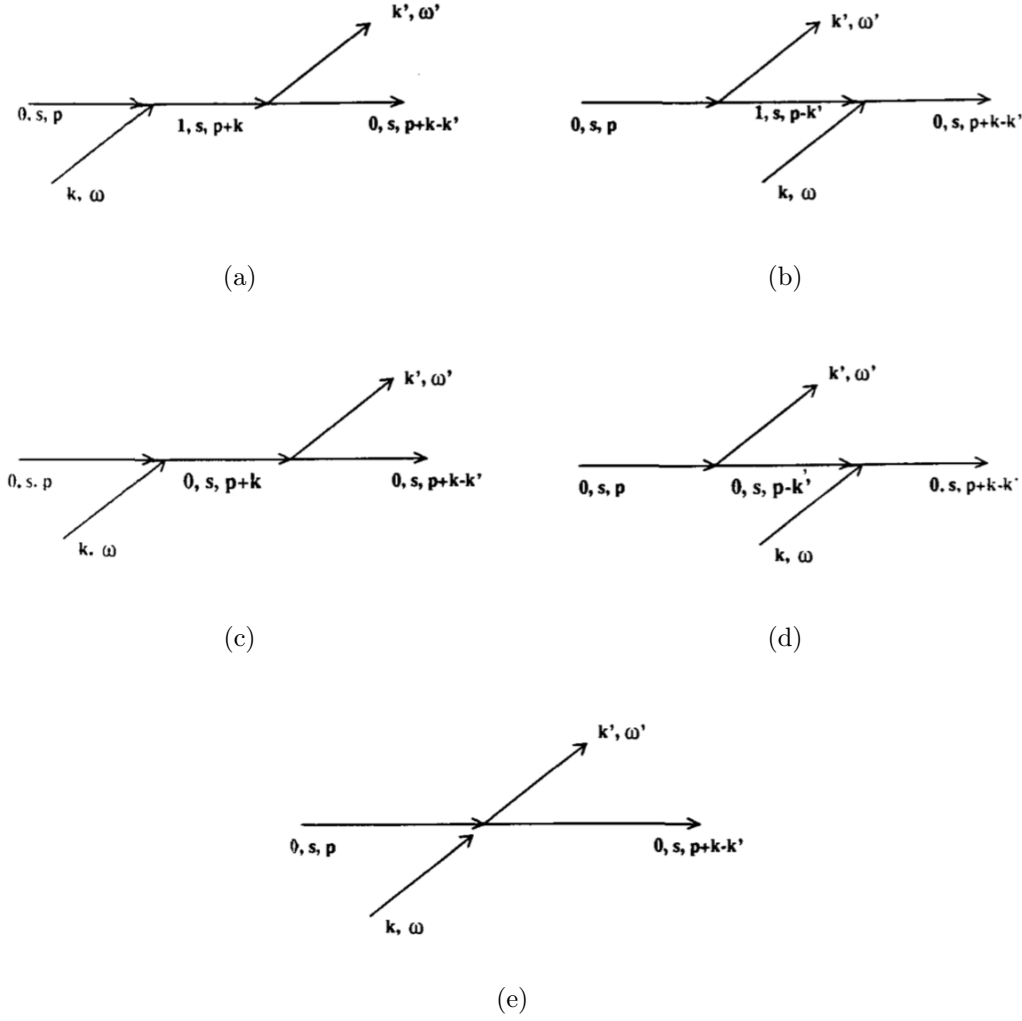 k', ω'
0, s, p
1, s, p+k
0, s, p+k-k'
k, ω
(a)
k', ω'
0, s, p
1, s, p-k'
0, s, p+k-k'
k, ω
(b)
k', ω'
0, s. p
0, s, p+k
0, s, p+k-k'
k. ω
(c)
k', ω'
0, s, p
0, s, p-k'
0. s, p+k-k'
k, ω
(d)
k', ω'
0, s, p
0, s, p+k-k'
k, ω
(e)